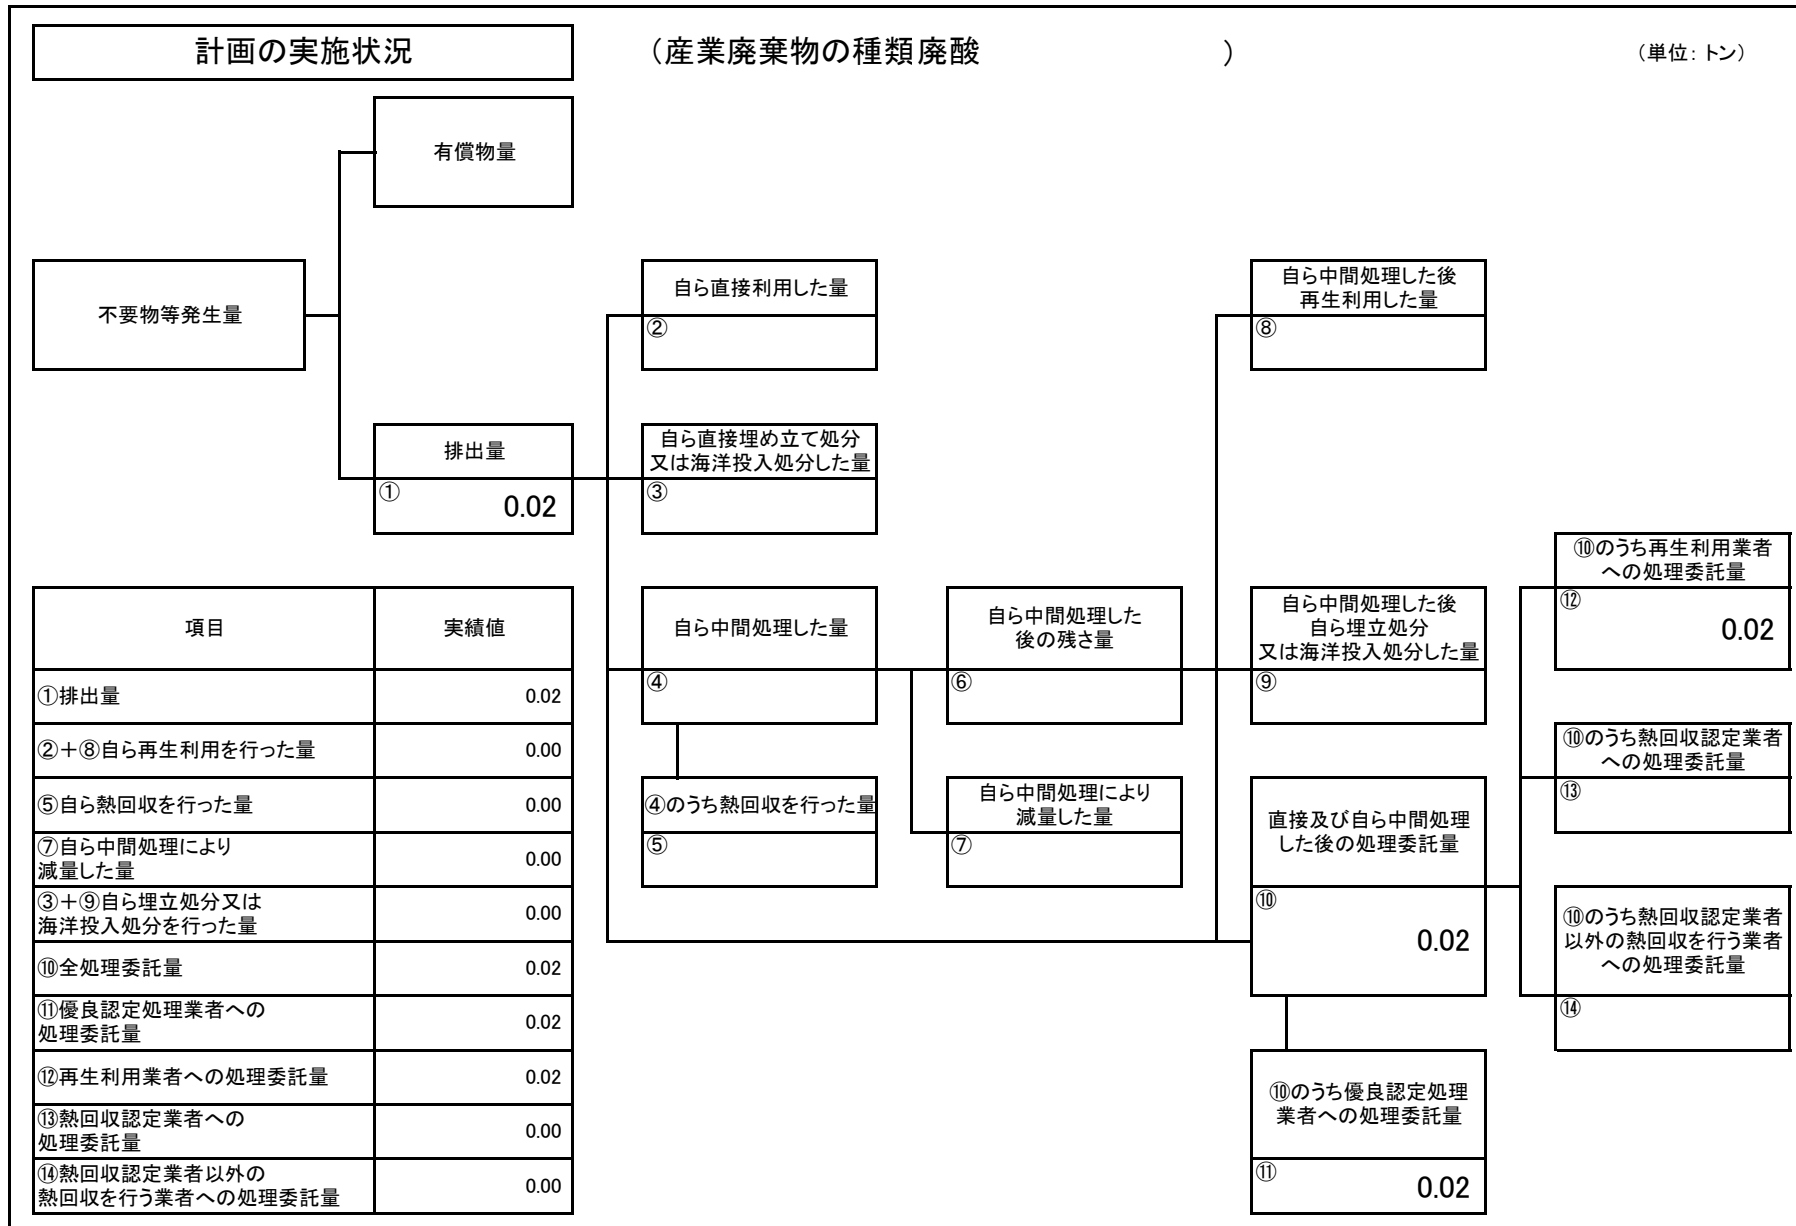 計画の実施状況
(産業廃棄物の種類廃酸 )
(単位:トン)
有償物量
不要物等発生量
自ら直接利用した量
②
自ら中間処理した後
再生利用した量
⑧
排出量
①
0.02
自ら直接埋め立て処分
又は海洋投入処分した量
③
⑩のうち再生利用業者
への処理委託量
⑫
0.02
自ら中間処理した量
④
自ら中間処理した
後の残さ量
⑥
自ら中間処理した後
自ら埋立処分
又は海洋投入処分した量
⑨
⑩のうち熱回収認定業者
への処理委託量
⑬
④のうち熱回収を行った量
⑤
自ら中間処理により
減量した量
⑦
直接及び自ら中間処理
した後の処理委託量
⑩
0.02
⑩のうち熱回収認定業者
以外の熱回収を行う業者
への処理委託量
⑭
⑩のうち優良認定処理
業者への処理委託量
⑪
0.02
項目 実績値
①排出量 0.02
②+⑧自ら再生利用を行った量 0.00
⑤自ら熱回収を行った量 0.00
⑦自ら中間処理により
減量した量 0.00
③+⑨自ら埋立処分又は
海洋投入処分を行った量 0.00
⑩全処理委託量 0.02
⑪優良認定処理業者への
処理委託量 0.02
⑫再生利用業者への処理委託量 0.02
⑬熱回収認定業者への
処理委託量 0.00
⑭熱回収認定業者以外の
熱回収を行う業者への処理委託量 0.00